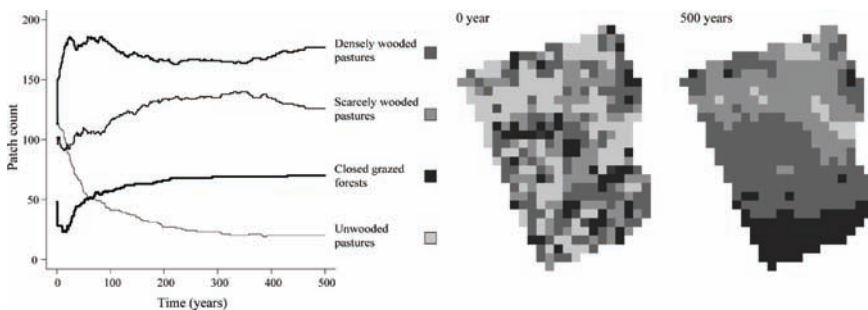 200
150
100
50
0
Patch count
0 100 200 300 400 500
Time (years)
Densely wooded
pastures
Scarcely wooded
pastures
Closed grazed
forests
Unwooded
pastures
0 year
500 years